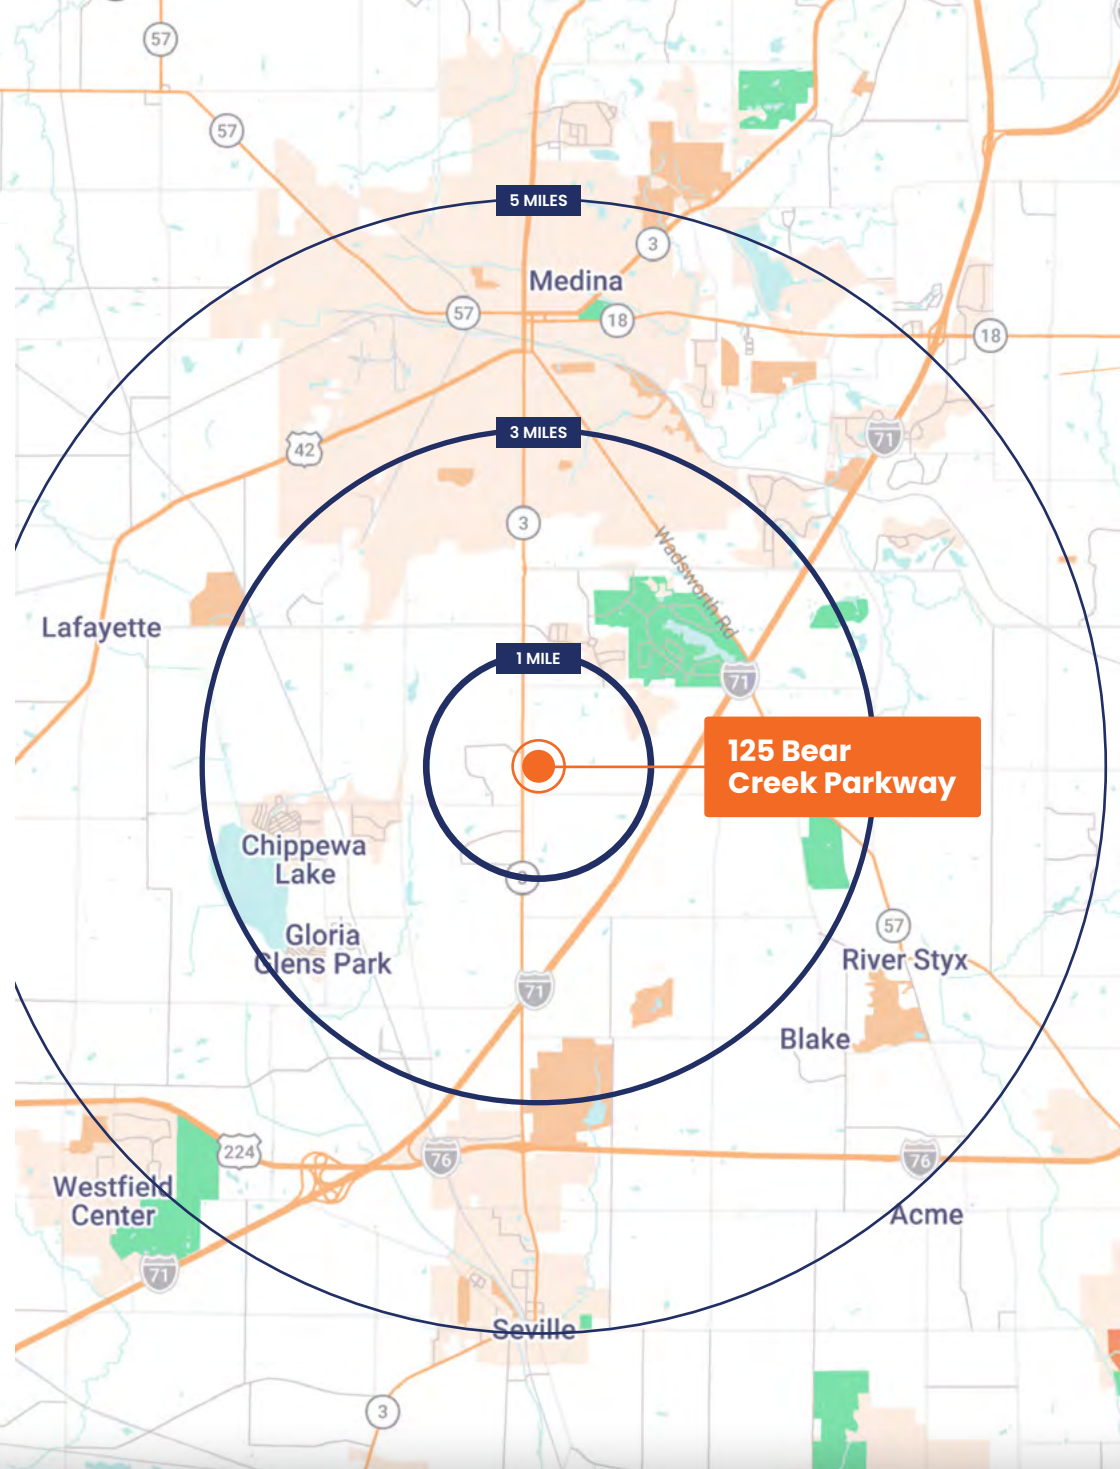 57
57
5 MILES
3
Medina
57
18
18
71
3 MILES
42
3
Wadsworth Rd
Lafayette
1 MILE
71
125 Bear
Creek Parkway
Chippewa
Lake
3
57
Gloria
Glens Park
River Styx
71
Blake
224
76
76
Westfield
Center
Acme
71
Seville
3